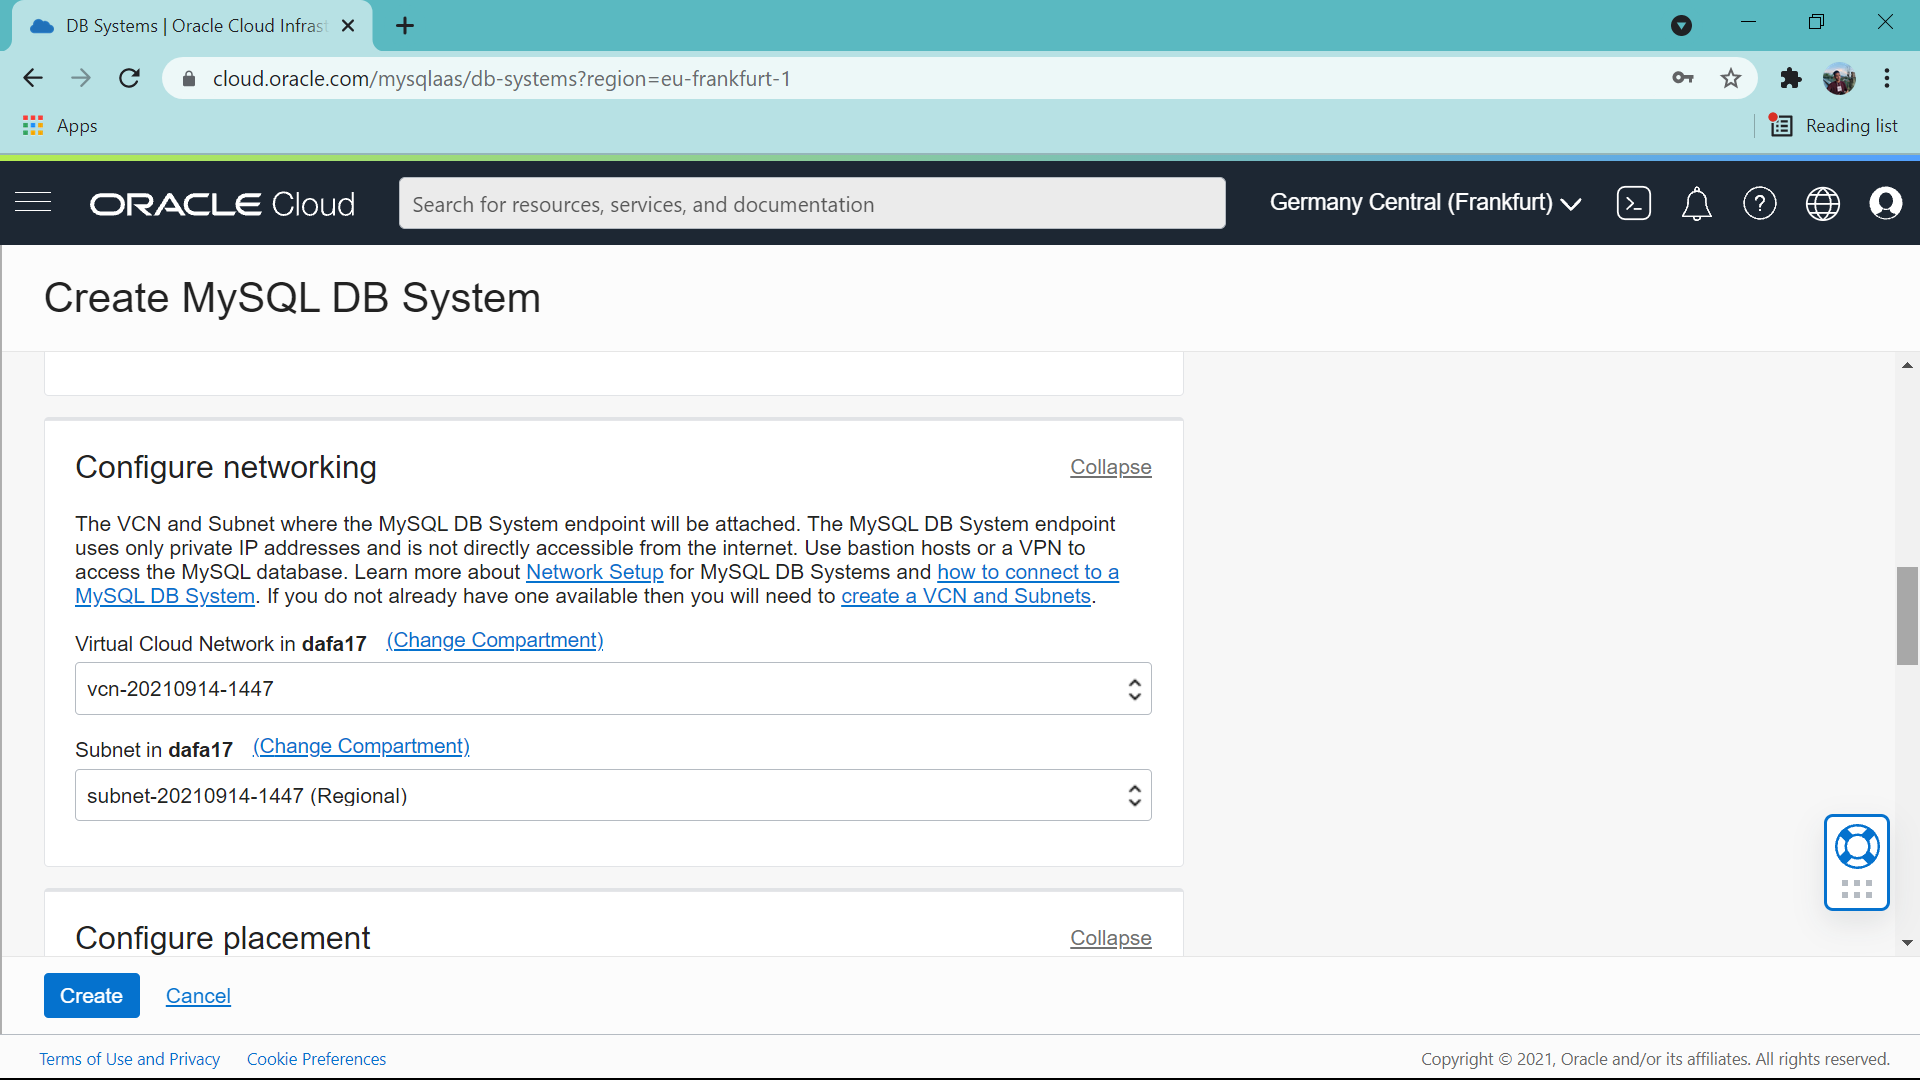 DB Systems | Oracle Cloud Infrast
cloud.oracle.com/mysqlaas/db-systems?region=eu-frankfurt-1
Apps
Reading list
ORACLE Cloud
Search for resources, services, and documentation
Germany Central (Frankfurt)
Create MySQL DB System
Configure networking
Collapse
The VCN and Subnet where the MySQL DB System endpoint will be attached. The MySQL DB System endpoint
uses only private IP addresses and is not directly accessible from the internet. Use bastion hosts or a VPN to
access the MySQL database. Learn more about Network Setup for MySQL DB Systems and how to connect to a
MySQL DB System. If you do not already have one available then you will need to create a VCN and Subnets.
Virtual Cloud Network in dafa17 (Change Compartment)
vcn-20210914-1447
Subnet in dafa17 (Change Compartment)
subnet-20210914-1447 (Regional)
Configure placement
Collapse
Create
Cancel
Terms of Use and Privacy
Cookie Preferences
Copyright © 2021, Oracle and/or its affiliates. All rights reserved.